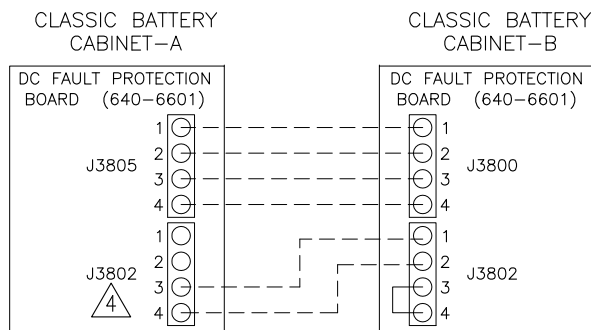 CLASSIC BATTERY
CABINET-A
DC FAULT PROTECTION
BOARD (640-6601)
1
2
3
4
J3805
1
2
3
4
J3802
4
CLASSIC BATTERY
CABINET-B
DC FAULT PROTECTION
BOARD (640-6601)
1
2
3
4
J3800
1
2
3
4
J3802